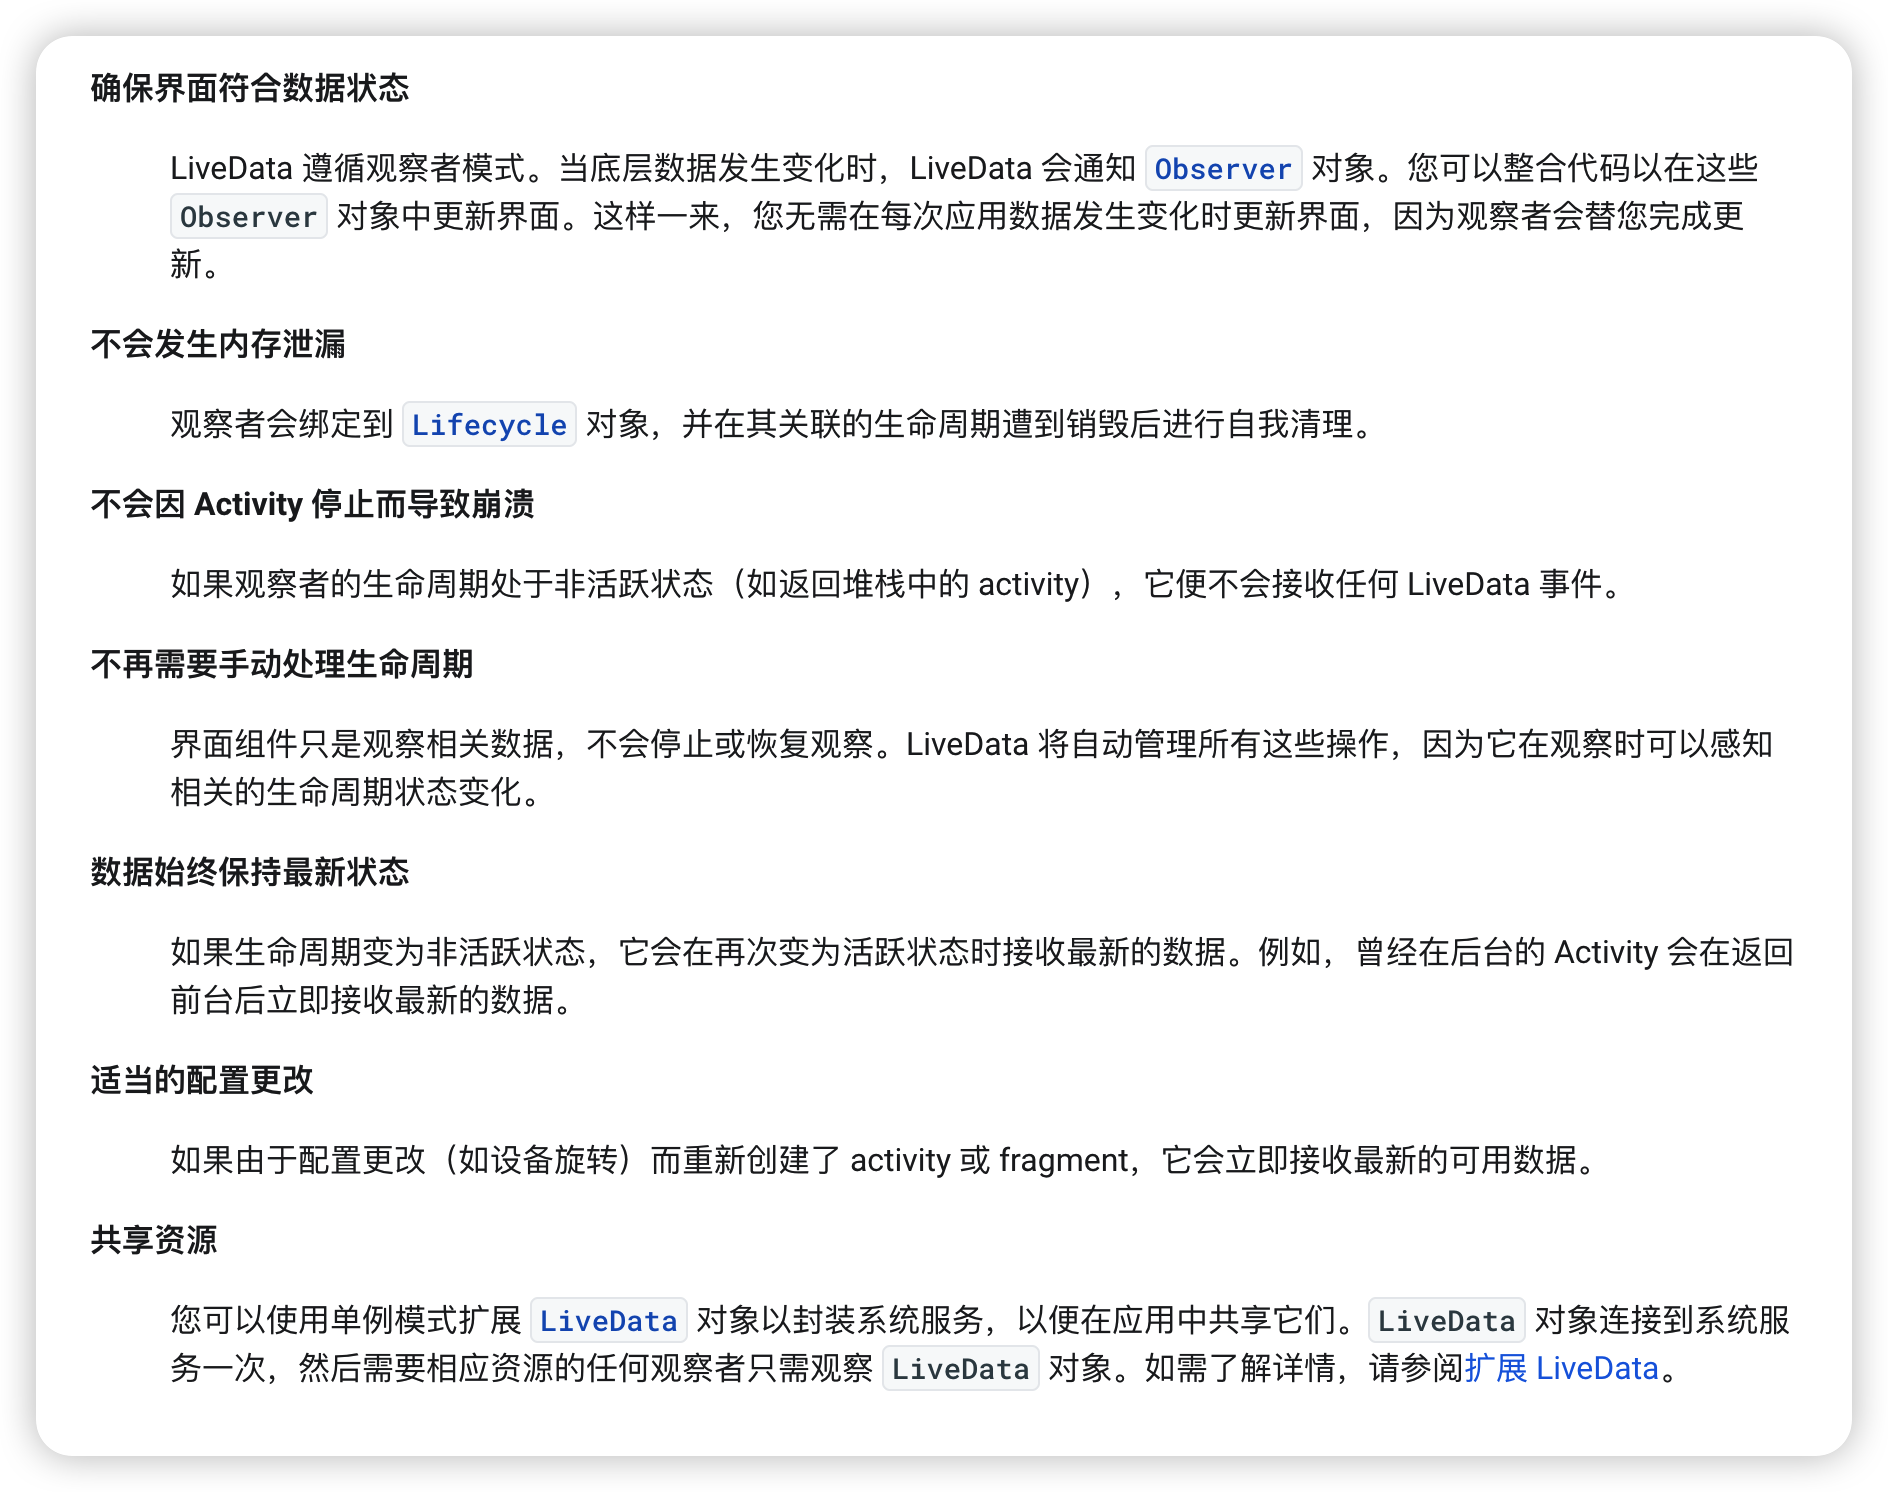 确保界面符合数据状态
LiveData 遵循观察者模式。当底层数据发生变化时，LiveData 会通知 Observer 对象。您可以整合代码以在这些
Observer 对象中更新界面。这样一来，您无需在每次应用数据发生变化时更新界面，因为观察者会替您完成更
新。
不会发生内存泄漏
观察者会绑定到 Lifecycle 对象，并在其关联的生命周期遭到销毁后进行自我清理。
不会因 Activity 停止而导致崩溃
如果观察者的生命周期处于非活跃状态（如返回堆栈中的 activity），它便不会接收任何 LiveData 事件。
不再需要手动处理生命周期
界面组件只是观察相关数据，不会停止或恢复观察。LiveData 将自动管理所有这些操作，因为它在观察时可以感知
相关的生命周期状态变化。
数据始终保持最新状态
如果生命周期变为非活跃状态，它会在再次变为活跃状态时接收最新的数据。例如，曾经在后台的 Activity 会在返回
前台后立即接收最新的数据。
适当的配置更改
如果由于配置更改（如设备旋转）而重新创建了 activity 或 fragment，它会立即接收最新的可用数据。
共享资源
您可以使用单例模式扩展 LiveData 对象以封装系统服务，以便在应用中共享它们。LiveData 对象连接到系统服
务一次，然后需要相应资源的任何观察者只需观察 LiveData 对象。如需了解详情，请参阅扩展 LiveData。